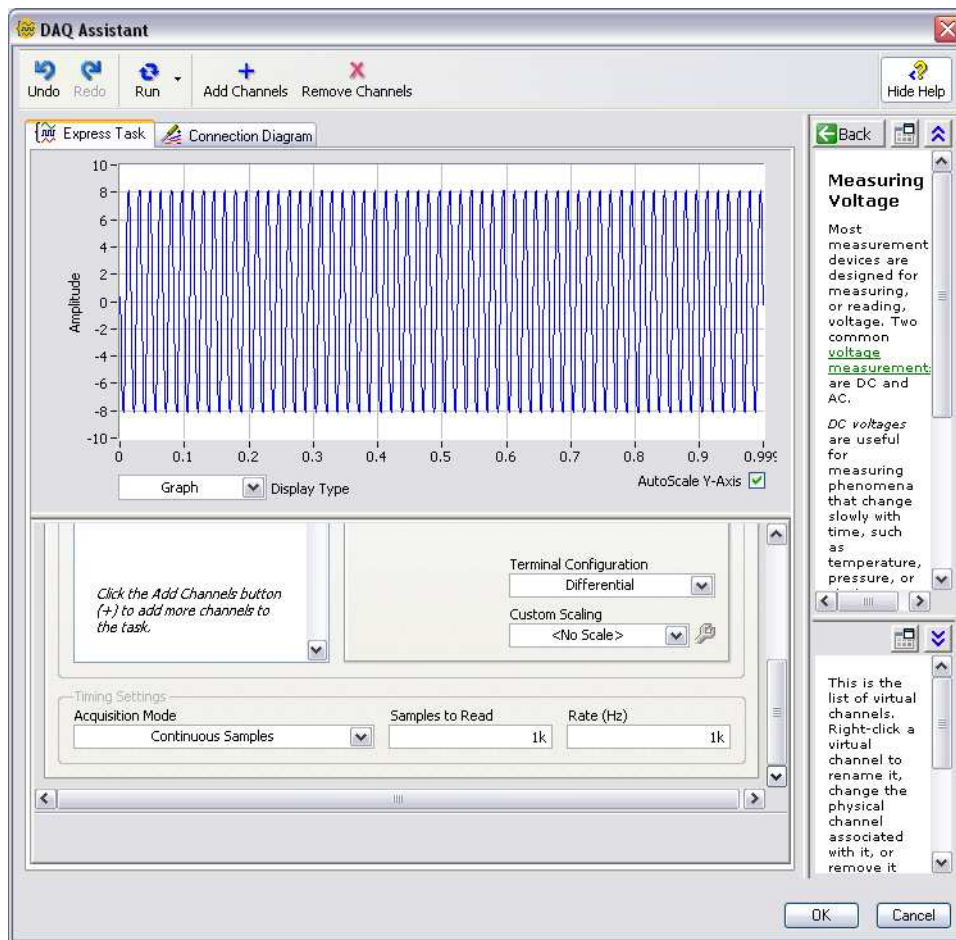 DAQ Assistant
Undo
Redo
Run
Add Channels
Remove Channels
Hide Help
Express Task
Connection Diagram
Back
10
8
6
4
2
0
-2
-4
-6
-8
-10
Amplitude
0
0.1
0.2
0.3
0.4
0.5
0.6
0.7
0.8
0.9
0.999
Graph
Display Type
AutoScale Y-Axis
Measuring
Voltage
Most
measurement
devices are
designed for
measuring,
or reading,
voltage. Two
common
voltage
measurements
are DC and
AC.
DC voltages
are useful
for
measuring
phenomena
that change
slowly with
time, such
as
temperature,
pressure, or
Click the Add Channels button
(+) to add more channels to
the task.
Terminal Configuration
Differential
Custom Scaling
<No Scale>
Timing Settings
Acquisition Mode
Continuous Samples
Samples to Read
1k
Rate (Hz)
1k
This is the
list of virtual
channels.
Right-click a
virtual
channel to
rename it,
change the
physical
channel
associated
with it, or
remove it
OK
Cancel